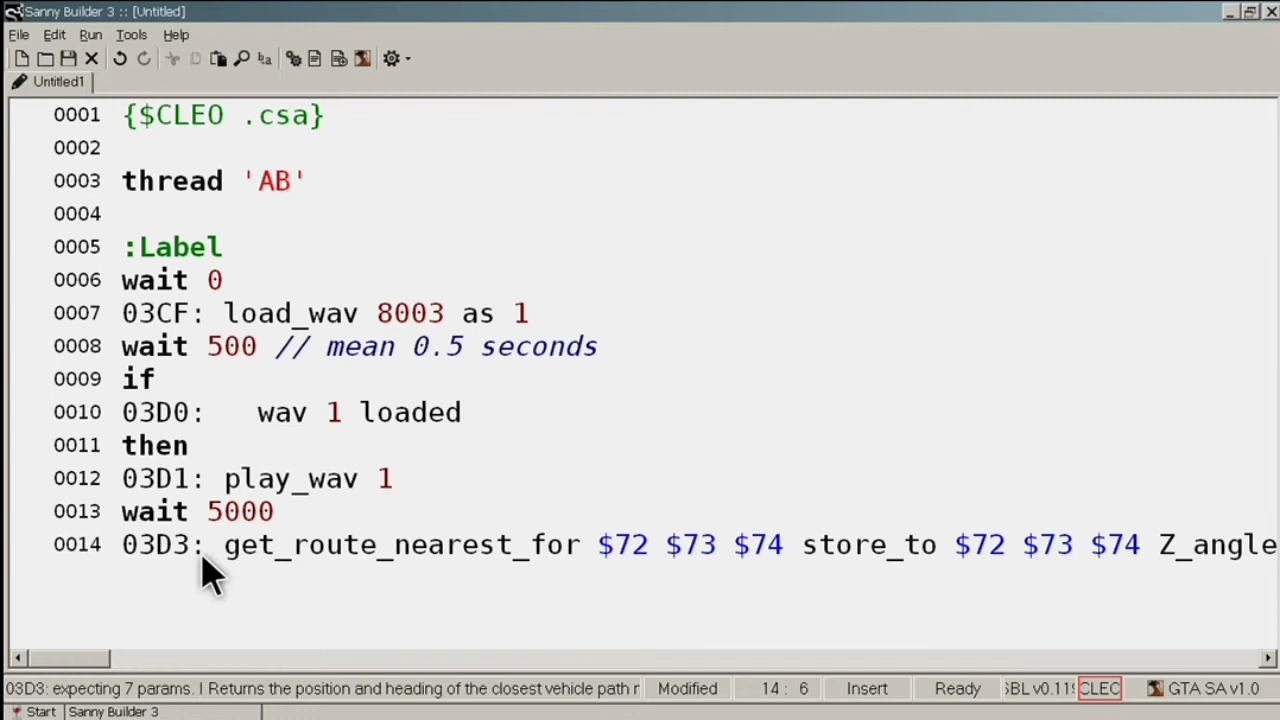 Sanny Builder 3 :: [Untitled]
File Edit Run Tools Help
Untitled1
0001 {$CLEO .csa}
0002
0003 thread 'AB'
0004
0005 :Label
0006 wait 0
0007 03CF: load_wav 8003 as 1
0008 wait 500 // mean 0.5 seconds
0009 if
0010 03D0:   wav 1 loaded
0011 then
0012 03D1: play_wav 1
0013 wait 5000
0014 03D3: get_route_nearest_for $72 $73 $74 store_to $72 $73 $74 Z_angle
03D3: expecting 7 params. | Returns the position and heading of the closest vehicle path Modified 14 : 6 Insert Ready CLEO GTA SA v1.0
Start Sanny Builder 3